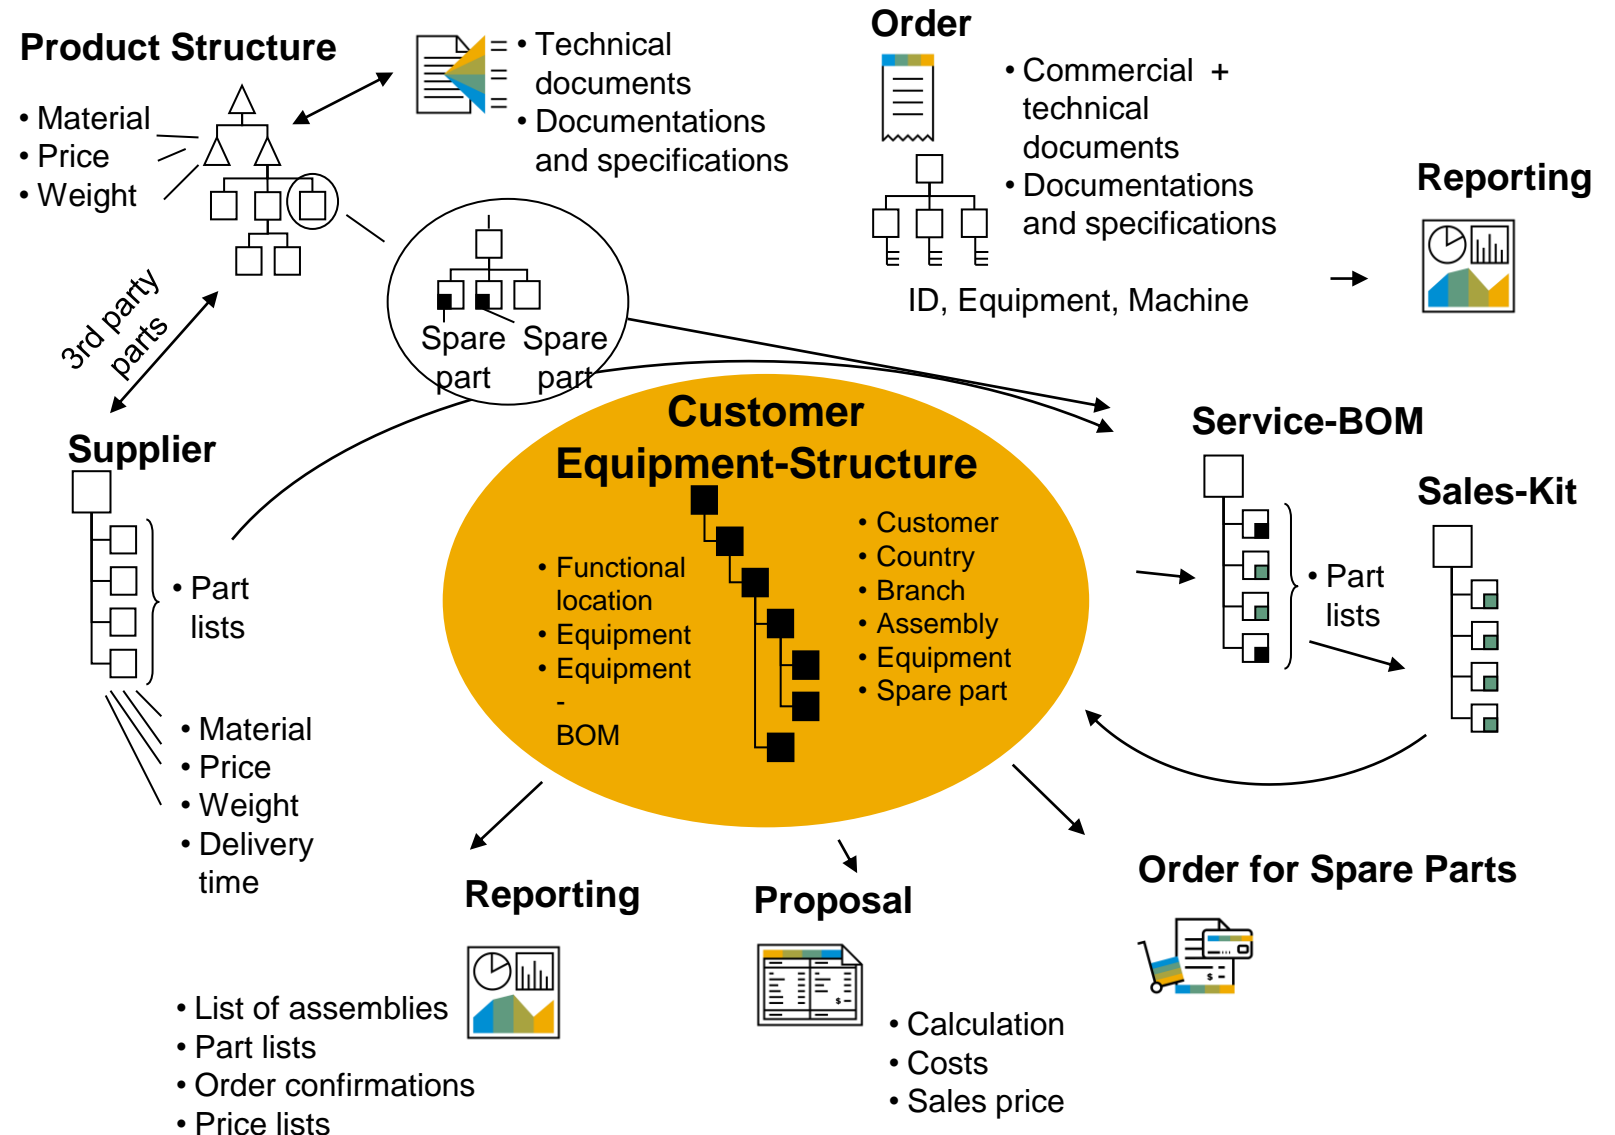 Product Structure
• Material
• Price
• Weight
• Technical
documents
• Documentations
and specifications
Order
• Commercial +
technical
documents
• Documentations
and specifications
ID, Equipment, Machine
Reporting
3rd party
parts
Spare
part
Spare
part
Supplier
• Part
lists
• Material
• Price
• Weight
• Delivery
time
Customer
Equipment-Structure
• Functional
location
• Equipment
• Equipment
-
BOM
• Customer
• Country
• Branch
• Assembly
• Equipment
• Spare part
Service-BOM
• Part
lists
Sales-Kit
Reporting
• List of assemblies
• Part lists
• Order confirmations
• Price lists
Proposal
$
• Calculation
• Costs
• Sales price
Order for Spare Parts
$